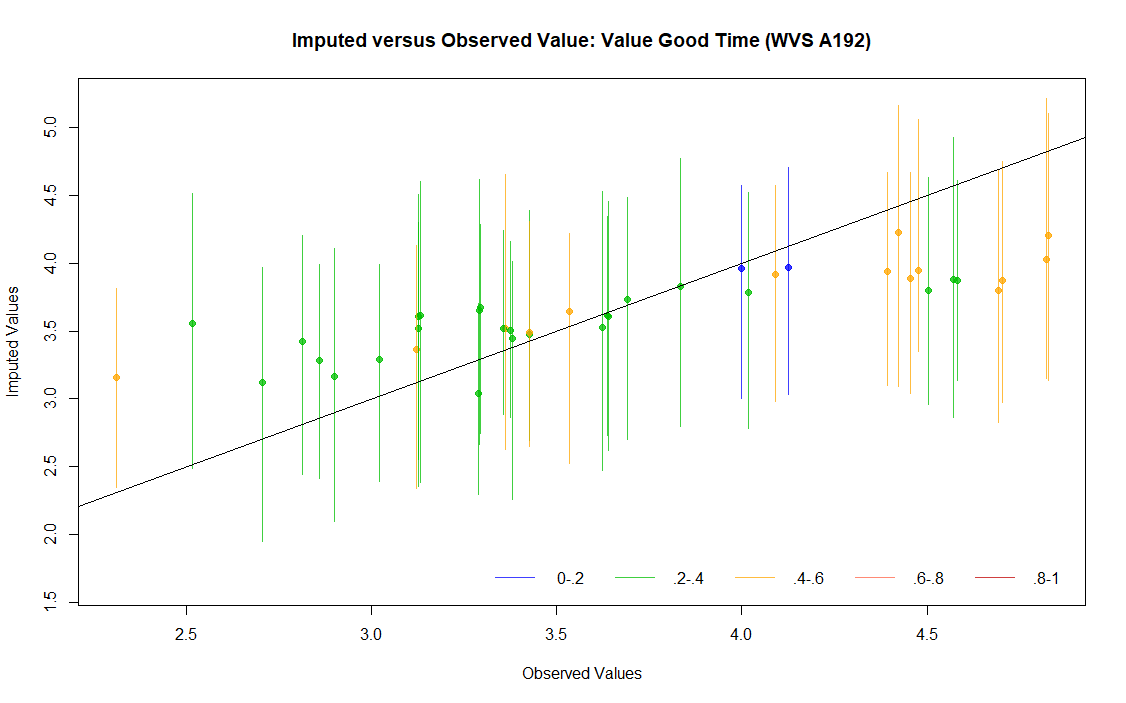 Imputed versus Observed Value: Value Good Time (WVS A192)
Imputed Values
5.0
4.5
4.0
3.5
3.0
2.5
2.0
1.5
0-.2 .2-.4 .4-.6 .6-.8 .8-1
2.5 3.0 3.5 4.0 4.5
Observed Values